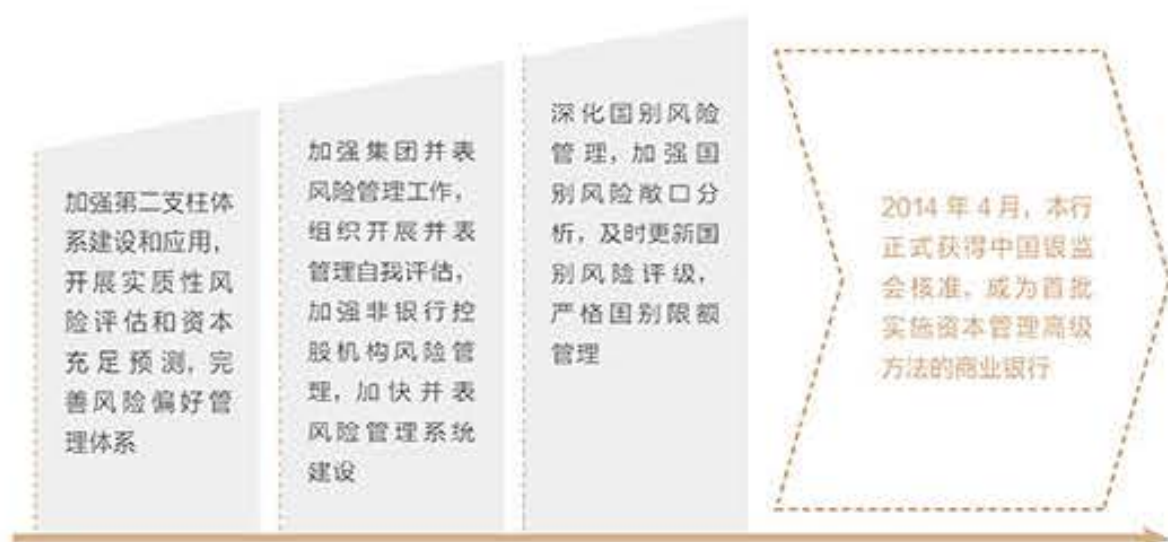 加强第二支柱体
系建设和应用，
开展实质性风
险评估和资本
充足预测，完
善风险偏好管
理体系
加强集团并表
风险管理工作，
组织开展并表
管理自我评估，
加强非银行控
股机构风险管
理，加快并表
风险管理系统
建设
深化国别风险
管理，加强国
别风险敞口分
析，及时更新国
别风险评级，
严格国别限额
管理
2014 年 4 月，本行
正式获得中国银监
会核准，成为首批
实施资本管理高级
方法的商业银行